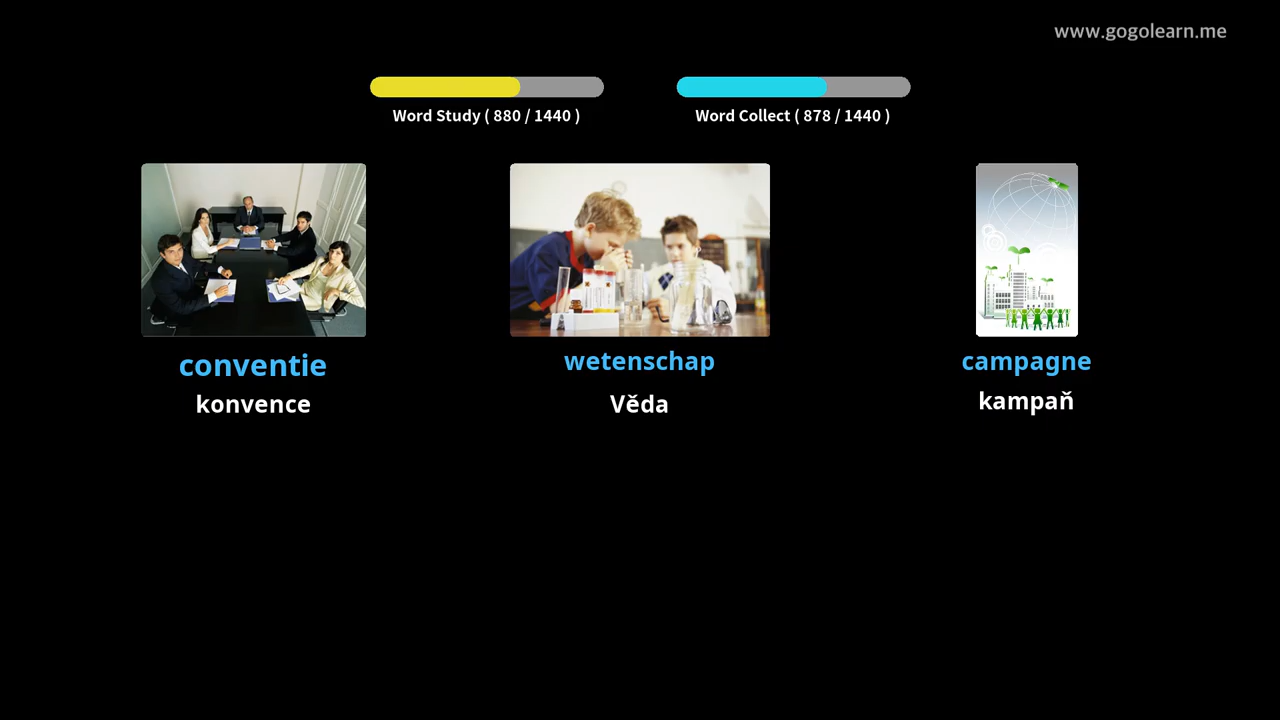 www.gogolearn.me
Word Study ( 880 / 1440 )
Word Collect ( 878 / 1440 )
conventie
wetenschap
campagne
konvence
Věda
kampaň